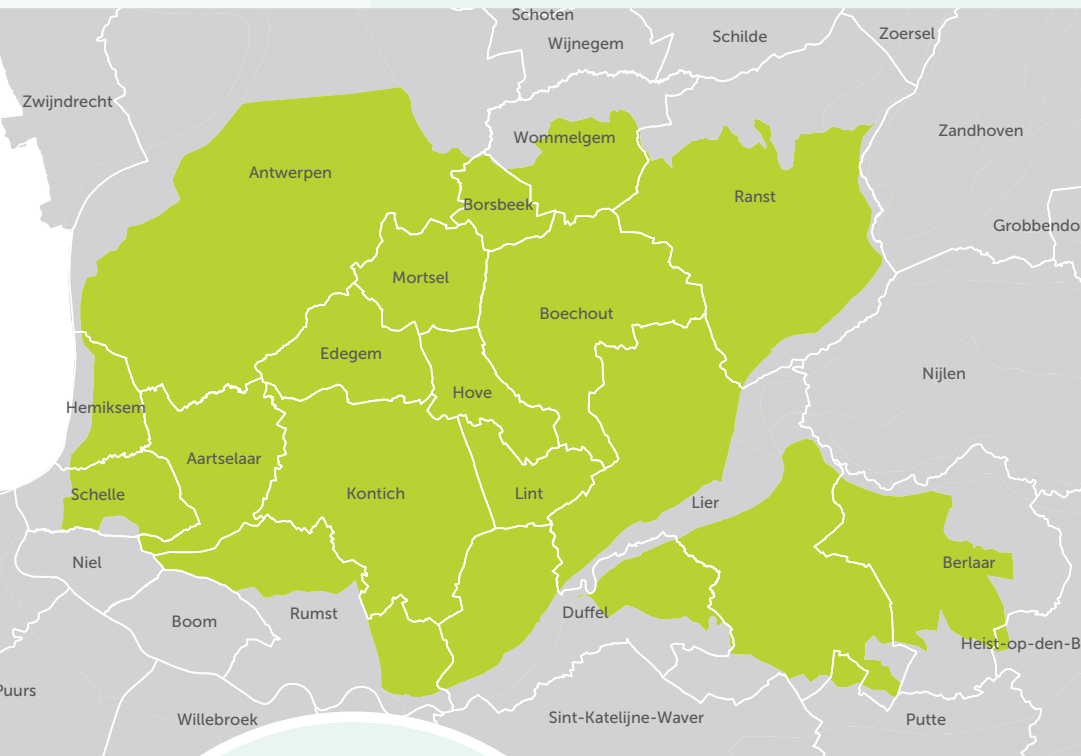 Schoten
Wijnegem
Schilde
Zoersel
Zwijndrecht
Wommelgem
Zandhoven
Antwerpen
Borsbeek
Ranst
Grobbendo
Mortsel
Boechout
Edegem
Nijlen
Hove
Hemiksem
Aartselaar
Schelle
Kontich
Lint
Lier
Niel
Berlaar
Boom
Rumst
Duffel
Heist-op-den-B
Puurs
Willebroek
Sint-Katelijne-Waver
Putte